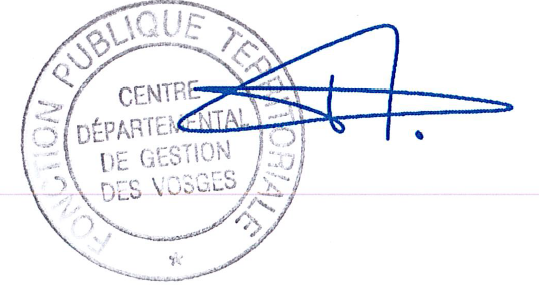 FONCTION PUBLIQUE TERRITORIALE
CENTRE
DÉPARTEMENTAL
DE GESTION
DES VOSGES
*